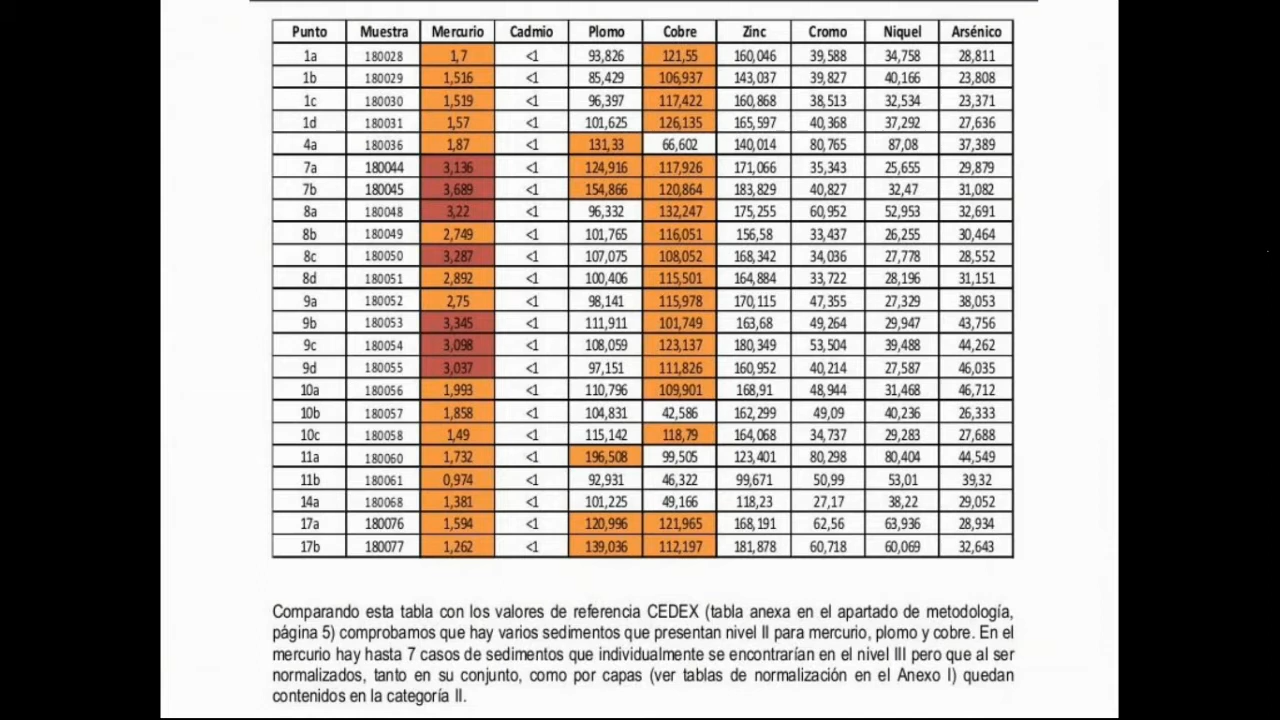 Punto Muestra Mercurio Cadmio Plomo Cobre Zinc Cromo Niquel Arsénico
1a 180028 1,7 <1 93,826 121,55 160,046 39,588 34,758 28,811
1b 180029 1,516 <1 85,429 106,937 143,037 39,827 40,166 23,808
1c 180030 1,519 <1 96,397 117,422 160,868 38,513 32,534 23,371
1d 180031 1,57 <1 101,625 126,135 165,597 40,368 37,292 27,636
4a 180036 1,87 <1 131,33 66,602 140,014 80,765 87,08 37,389
7a 180044 3,136 <1 124,916 117,926 171,066 35,343 25,655 29,879
7b 180045 3,689 <1 154,866 120,864 183,829 40,827 32,47 31,082
8a 180048 3,22 <1 96,332 132,247 175,255 60,952 52,953 32,691
8b 180049 2,749 <1 101,765 116,051 156,58 33,437 26,255 30,464
8c 180050 3,287 <1 107,075 108,052 168,342 34,036 27,778 28,552
8d 180051 2,892 <1 100,406 115,501 164,884 33,722 28,196 31,151
9a 180052 2,75 <1 98,141 115,978 170,115 47,355 27,329 38,053
9b 180053 3,345 <1 111,911 101,749 163,68 49,264 29,947 43,756
9c 180054 3,098 <1 108,059 123,137 180,349 53,504 39,488 44,262
9d 180055 3,037 <1 97,151 111,826 160,952 40,214 27,587 46,035
10a 180056 1,993 <1 110,796 109,901 168,91 48,944 31,468 46,712
10b 180057 1,858 <1 104,831 42,586 162,299 49,09 40,236 26,333
10c 180058 1,49 <1 115,142 118,79 164,068 34,737 29,283 27,688
11a 180060 1,732 <1 196,508 99,505 123,401 80,298 80,404 44,549
11b 180061 0,974 <1 92,931 46,322 99,671 50,99 53,01 39,32
14a 180068 1,381 <1 101,225 49,166 118,23 27,17 38,22 29,052
17a 180076 1,594 <1 120,996 121,965 168,191 62,56 63,936 28,934
17b 180077 1,262 <1 139,036 112,197 181,878 60,718 60,069 32,643
Comparando esta tabla con los valores de referencia CEDEX (tabla anexa en el apartado de metodología,
página 5) comprobamos que hay varios sedimentos que presentan nivel II para mercurio, plomo y cobre. En el
mercurio hay hasta 7 casos de sedimentos que individualmente se encontrarían en el nivel III pero que al ser
normalizados, tanto en su conjunto, como por capas (ver tablas de normalización en el Anexo I) quedan
contenidos en la categoría II.